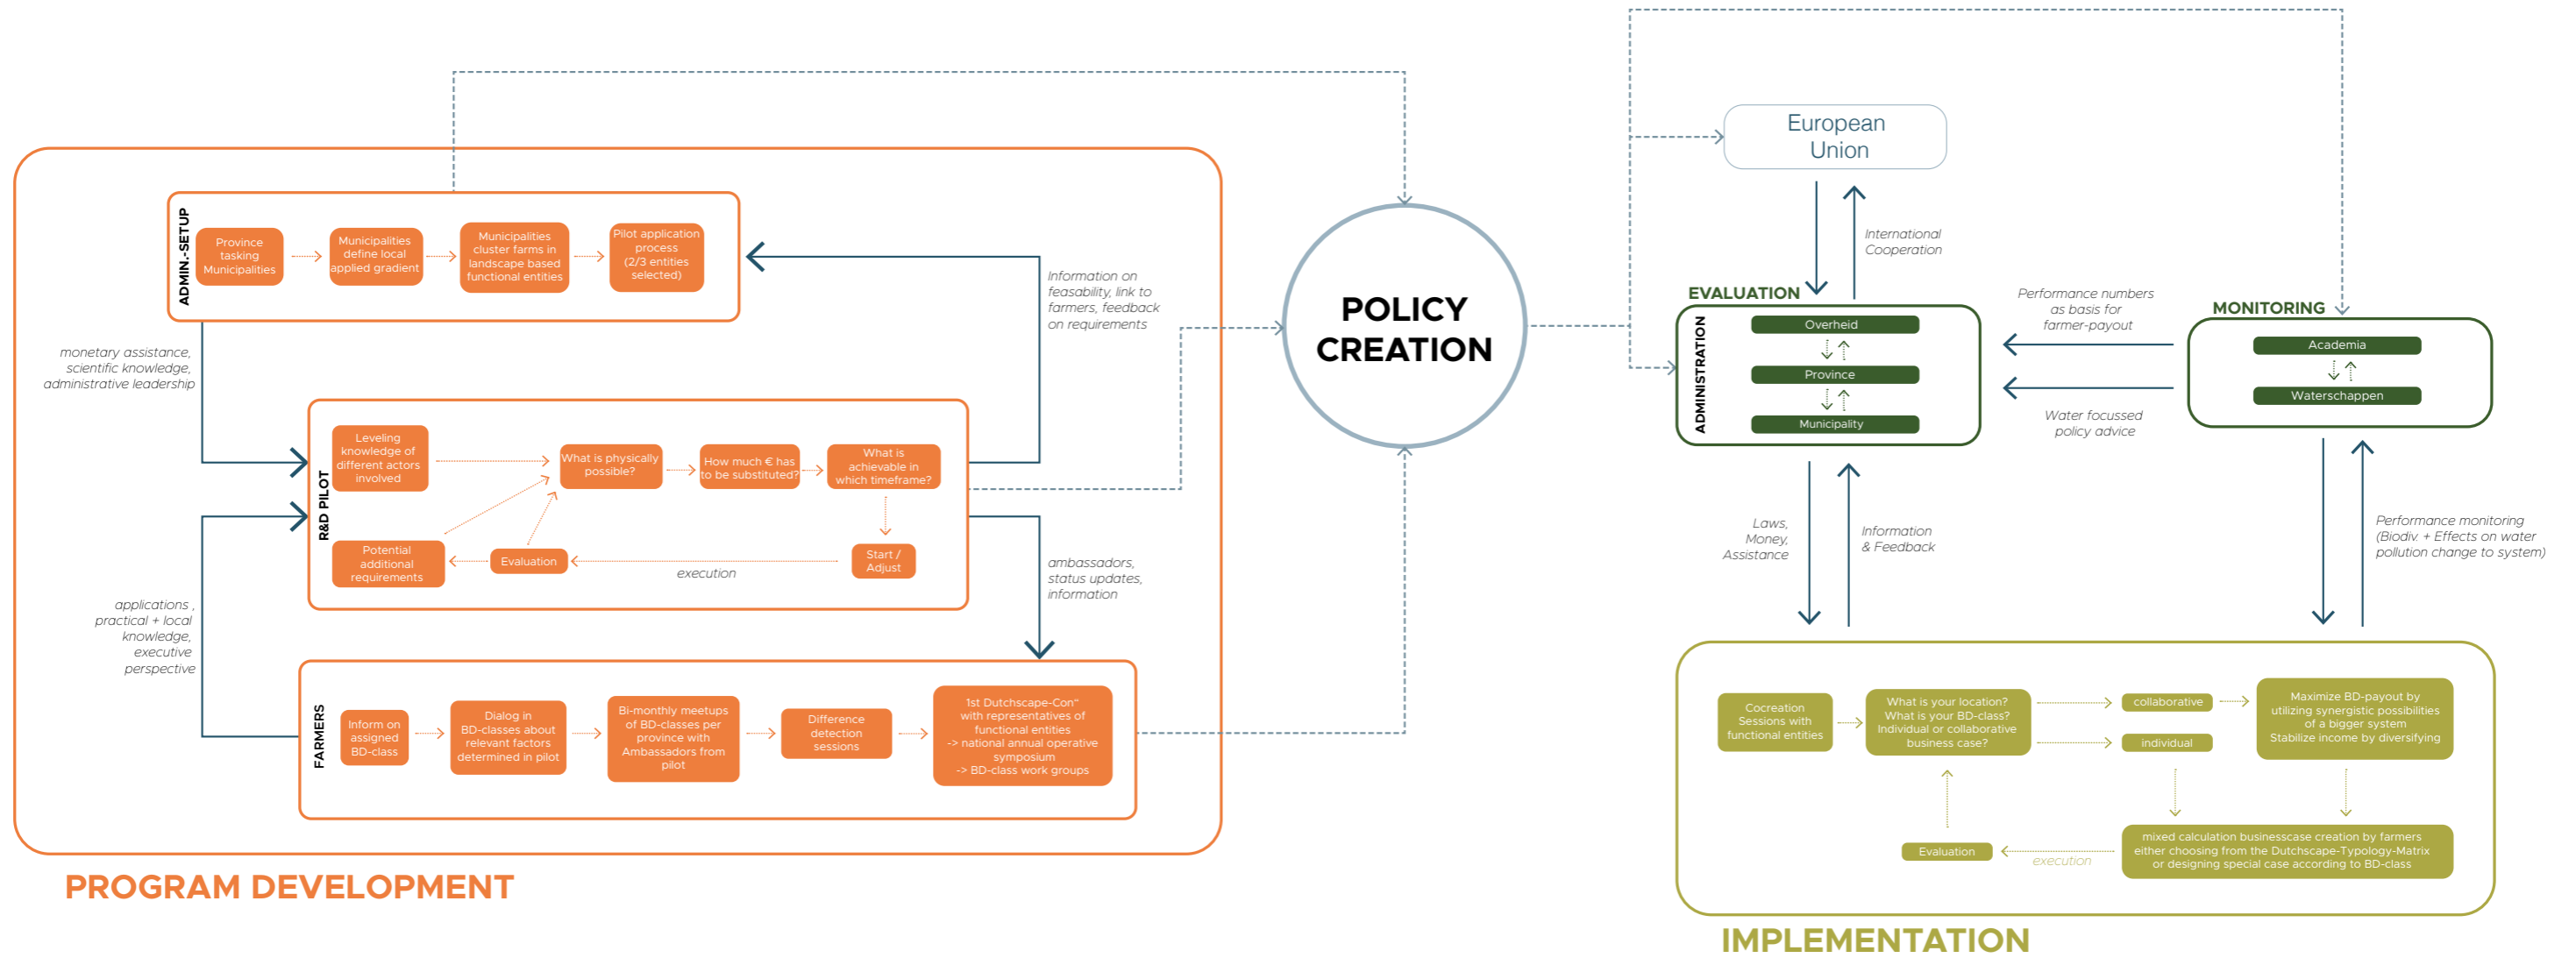 ADMIN.-SETUP
Province
tasking
Municipalities
Municipalities
define local
applied gradient
Municipalities
cluster farms in
landscape based
functional entities
Pilot application
process
(2/3 entities
selected)
monetary assistance,
scientific knowledge,
administrative leadership
Information on
feasability, link to
farmers, feedback
on requirements
R&D PILOT
Leveling
knowledge of
different actors
involved
What is physically
possible?
How much € has
to be substituted?
What is
achievable in
which timeframe?
Potential
additional
requirements
Evaluation
execution
Start /
Adjust
applications ,
practical + local
knowledge,
executive
perspective
ambassadors,
status updates,
information
FARMERS
Inform on
assigned
BD-class
Dialog in
BD-classes about
relevant factors
determined in pilot
Bi-monthly meetups
of BD-classes per
province with
Ambassadors from
pilot
Difference
detection
sessions
1st Dutchscape-Con"
with representatives of
functional entities
-> national annual operative
symposium
-> BD-class work groups
PROGRAM DEVELOPMENT
POLICY
CREATION
European
Union
International
Cooperation
EVALUATION
ADMINISTRATION
Overheid
Province
Municipality
Performance numbers
as basis for
farmer-payout
Water focussed
policy advice
MONITORING
Academia
Waterschappen
Laws,
Money,
Assistance
Information
& Feedback
Performance monitoring
(Biodiv. + Effects on water
pollution change to system)
Cocreation
Sessions with
functional entities
What is your location?
What is your BD-class?
Individual or collaborative
business case?
collaborative
individual
Maximize BD-payout by
utilizing synergistic possibilities
of a bigger system
Stabilize income by diversifying
mixed calculation businesscase creation by farmers
either choosing from the Dutchscape-Typology-Matrix
or designing special case according to BD-class
execution
Evaluation
IMPLEMENTATION